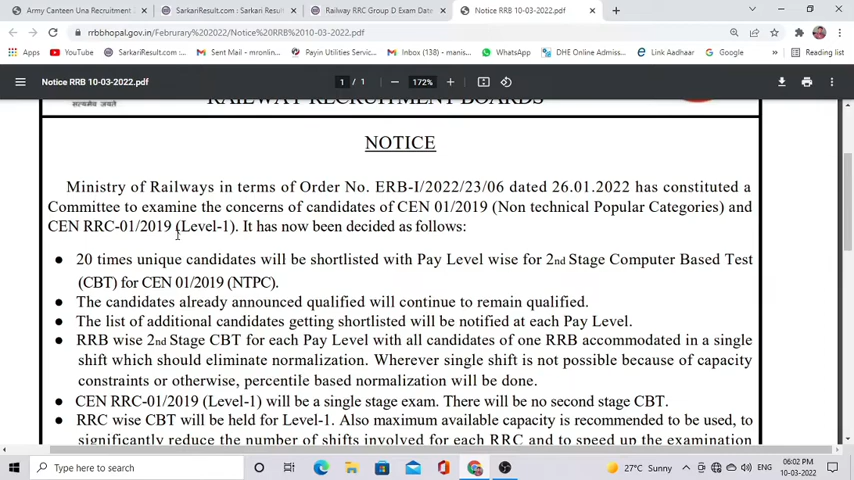 Army Canteen Una Recruitment
SarkariResult.com : Sarkari Resul
Railway RRC Group D Exam Date
Notice RRB 10-03-2022.pdf
rrbbhopal.gov.in/Februrary%202022/Notice%20RRB%2010-03-2022.pdf
Apps YouTube SarkariResult.com : Sent Mail - mronlin... Payin Utility Services... Inbox (138) - manis... WhatsApp DHE Online Admissi... Link Aadhaar Google Reading list
Notice RRB 10-03-2022.pdf 1 / 1 172%
सत्यमेव जयते
RAILWAY RECRUITMENT BOARDS
NOTICE
Ministry of Railways in terms of Order No. ERB-I/2022/23/06 dated 26.01.2022 has constituted a
Committee to examine the concerns of candidates of CEN 01/2019 (Non technical Popular Categories) and
CEN RRC-01/2019 (Level-1). It has now been decided as follows:
● 20 times unique candidates will be shortlisted with Pay Level wise for 2nd Stage Computer Based Test
(CBT) for CEN 01/2019 (NTPC).
● The candidates already announced qualified will continue to remain qualified.
● The list of additional candidates getting shortlisted will be notified at each Pay Level.
● RRB wise 2nd Stage CBT for each Pay Level with all candidates of one RRB accommodated in a single
shift which should eliminate normalization. Wherever single shift is not possible because of capacity
constraints or otherwise, percentile based normalization will be done.
● CEN RRC-01/2019 (Level-1) will be a single stage exam. There will be no second stage CBT.
● RRC wise CBT will be held for Level-1. Also maximum available capacity is recommended to be used, to
significantly reduce the number of shifts involved for each RRC and to speed up the examination
Type here to search
27°C Sunny
ENG
06:02 PM
10-03-2022